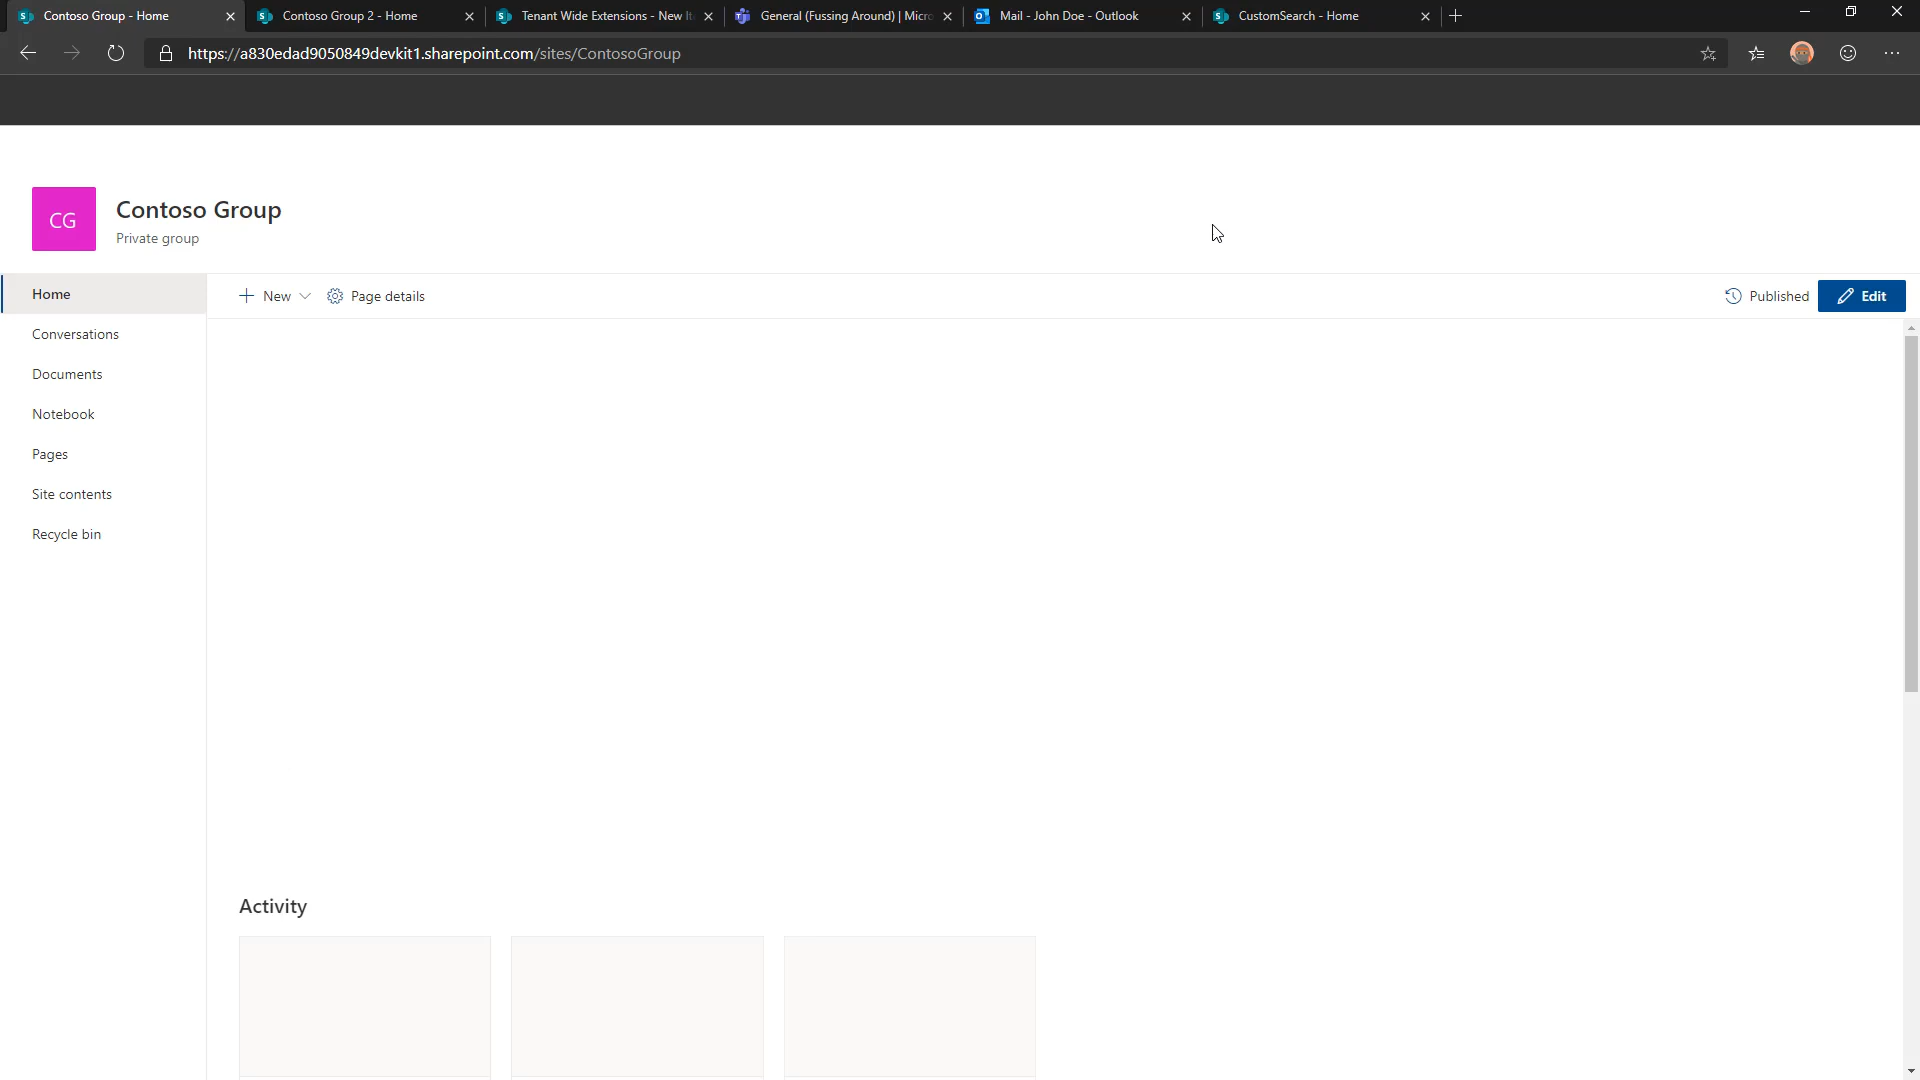 Contoso Group - Home
Contoso Group 2 - Home
Tenant Wide Extensions - New It
General (Fussing Around) | Micro
Mail - John Doe - Outlook
CustomSearch - Home
https://a830edad9050849devkit1.sharepoint.com/sites/ContosoGroup
CG
Contoso Group
Private group
Home
Conversations
Documents
Notebook
Pages
Site contents
Recycle bin
New
Page details
Published
Edit
Activity